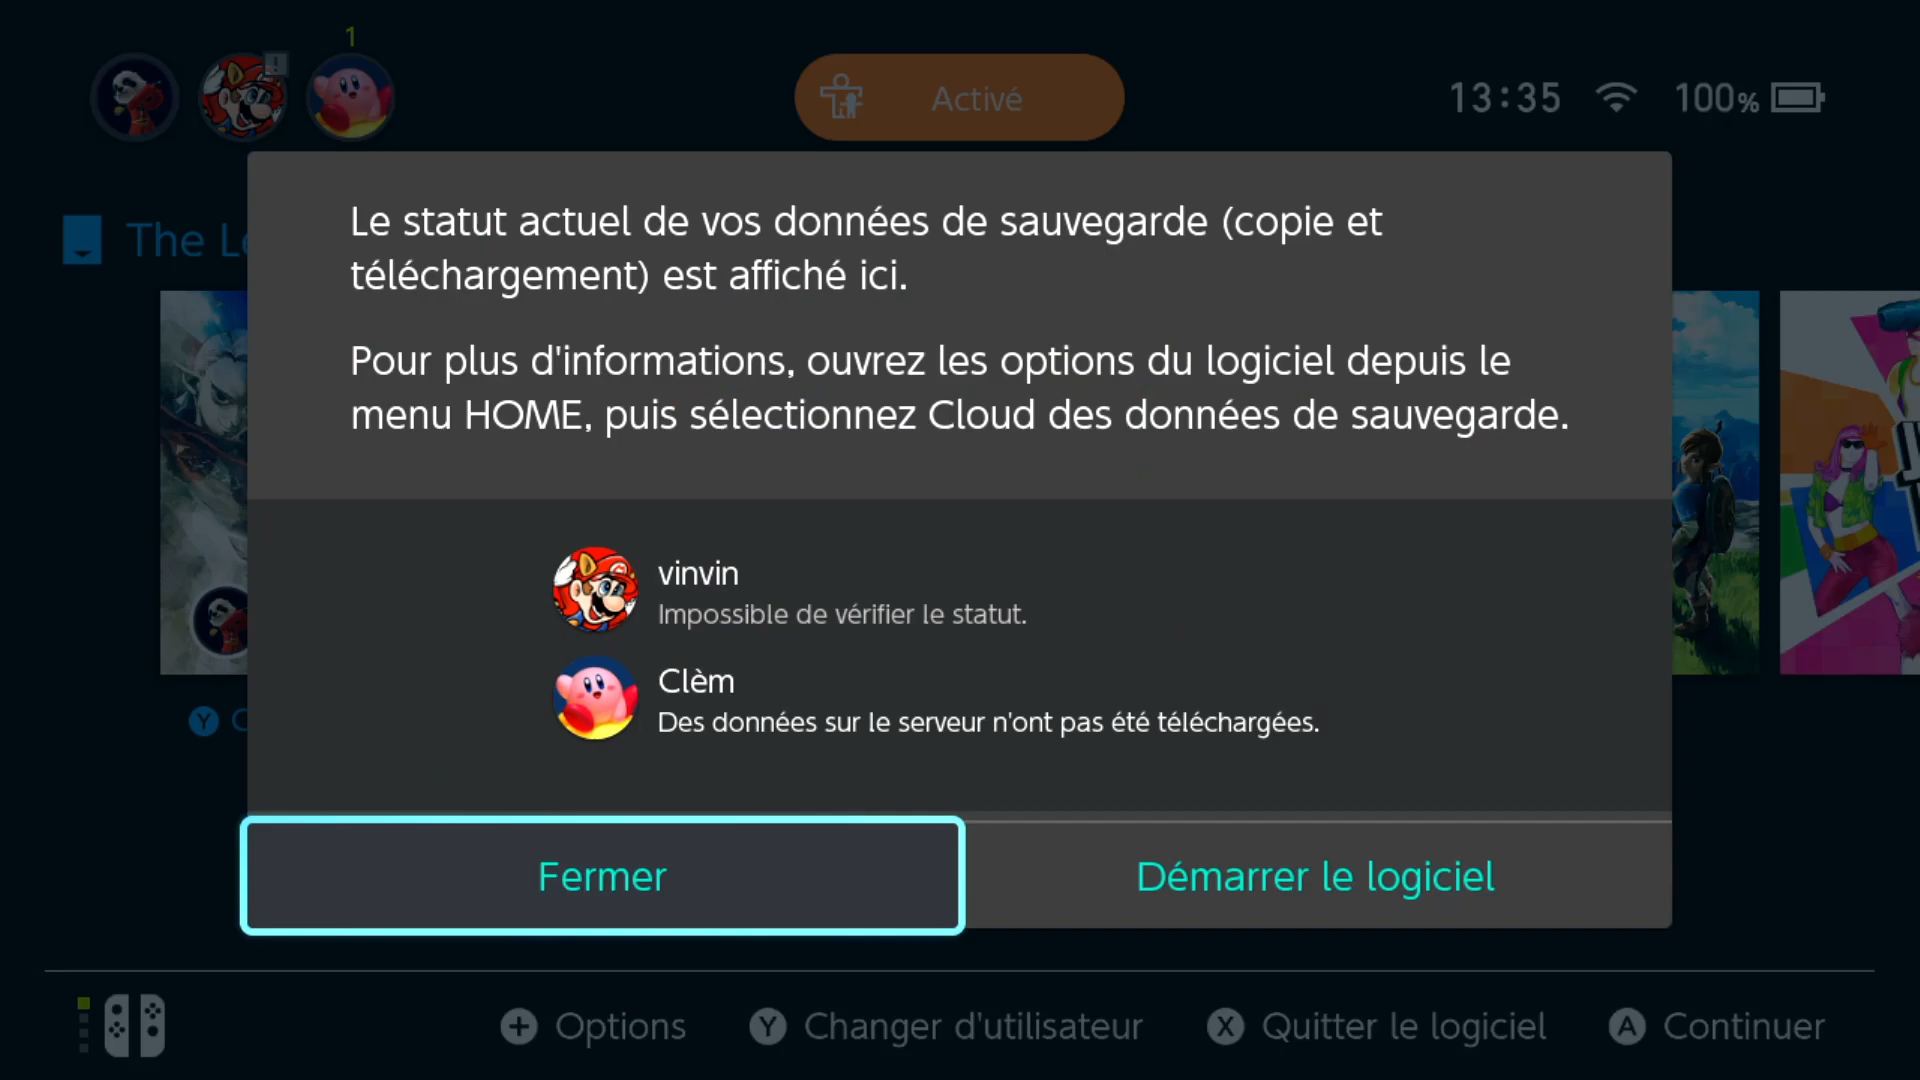 1
Activé
13:35
100%
Le statut actuel de vos données de sauvegarde (copie et
téléchargement) est affiché ici.
Pour plus d'informations, ouvrez les options du logiciel depuis le
menu HOME, puis sélectionnez Cloud des données de sauvegarde.
The
vinvin
Impossible de vérifier le statut.
Clèm
Des données sur le serveur n'ont pas été téléchargées.
Y
Fermer
Démarrer le logiciel
+ Options
Y Changer d'utilisateur
X Quitter le logiciel
A Continuer